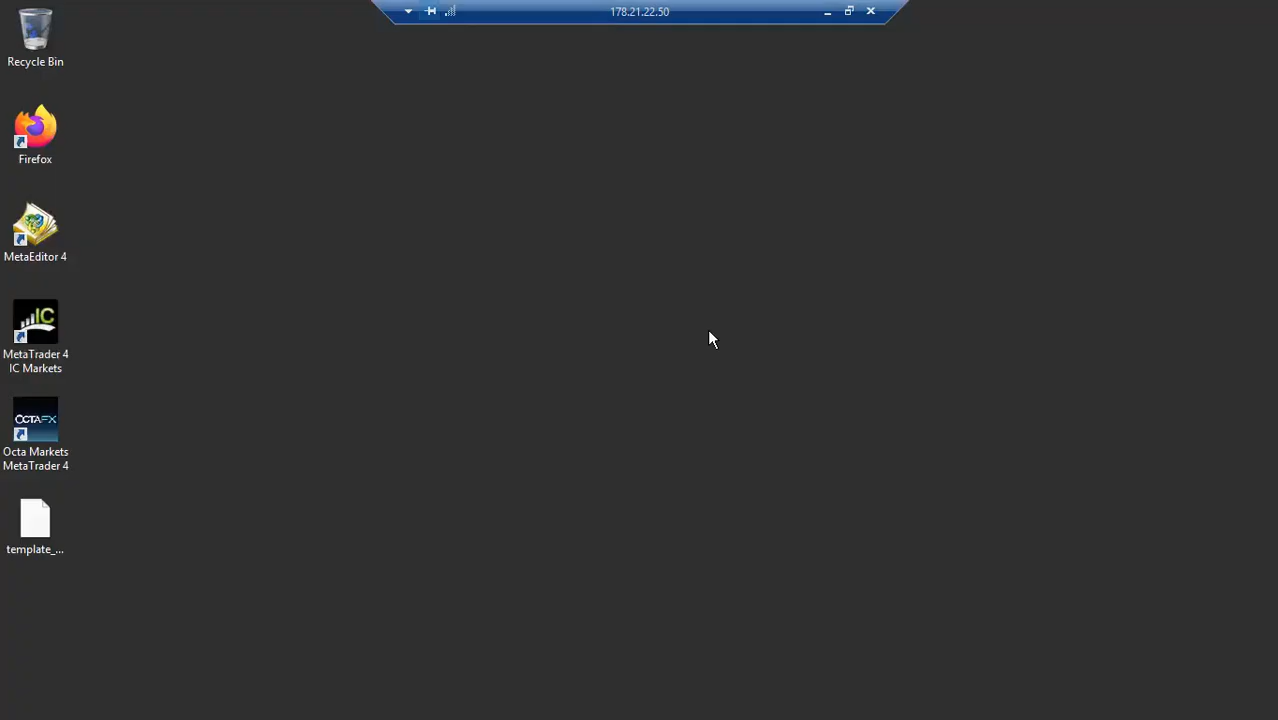 178.21.22.50
Recycle Bin
Firefox
MetaEditor 4
IC
MetaTrader 4
IC Markets
OCTAFX
Octa Markets
MetaTrader 4
template_...